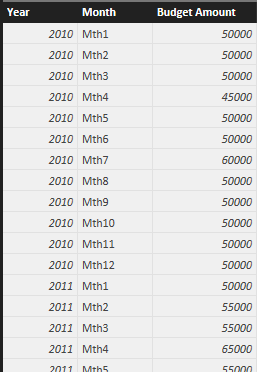 Year Month Budget Amount
2010 Mth1 50000
2010 Mth2 50000
2010 Mth3 50000
2010 Mth4 45000
2010 Mth5 50000
2010 Mth6 50000
2010 Mth7 60000
2010 Mth8 50000
2010 Mth9 50000
2010 Mth10 50000
2010 Mth11 50000
2010 Mth12 50000
2011 Mth1 50000
2011 Mth2 55000
2011 Mth3 55000
2011 Mth4 65000
2011 Mth5 55000